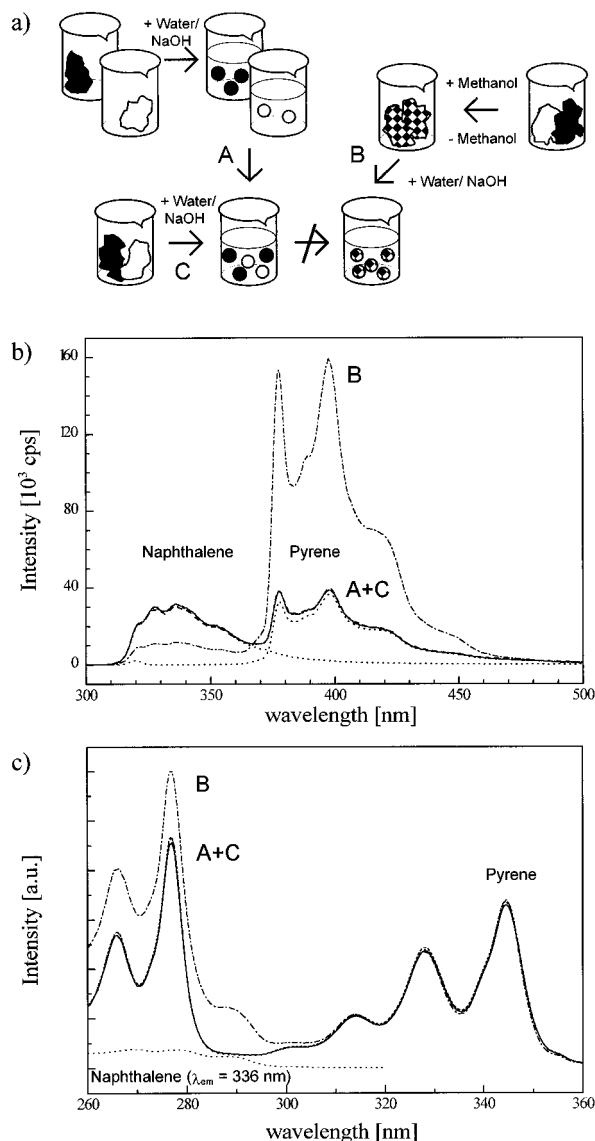 a)
+ Water/
NaOH
A
+ Methanol
- Methanol
B
+ Water/ NaOH
+ Water/
NaOH
C
b)
Intensity [10³ cps]
160
120
80
40
0
B
Naphthalene
Pyrene
A+C
300
350
400
450
500
wavelength [nm]
c)
Intensity [a.u.]
B
A+C
Pyrene
Naphthalene (λem = 336 nm)
260
280
300
320
340
360
wavelength [nm]